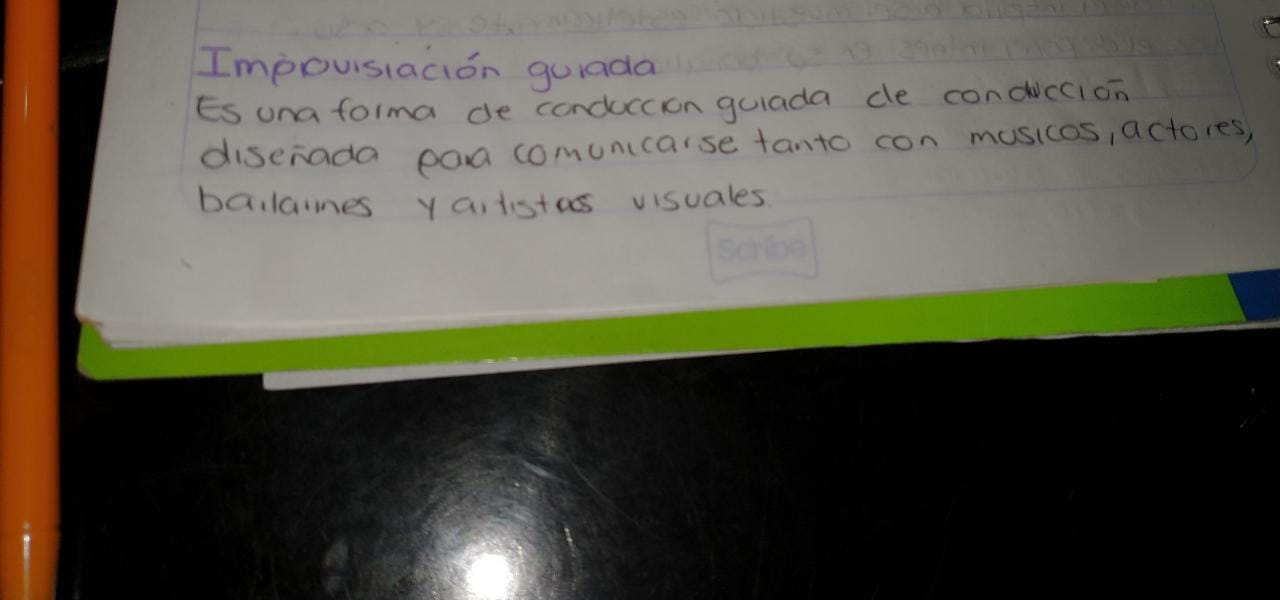 Improvisiación guiada
Es una forma de conduccion guiada de conducción
diseñada para comunicarse tanto con musicos, actores,
bailarines y artistas visuales.
Scribe